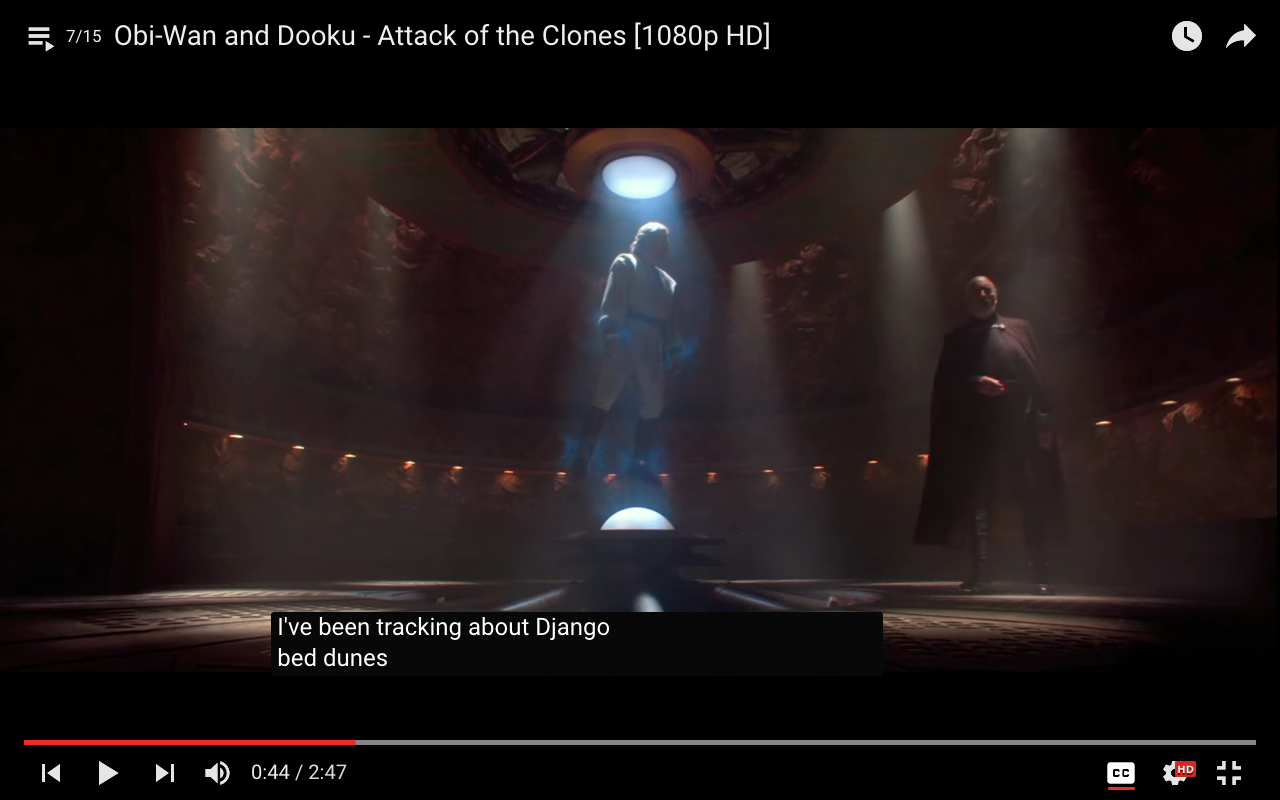 7/15 Obi-Wan and Dooku - Attack of the Clones [1080p HD]
I've been tracking about Django
bed dunes
0:44 / 2:47
CC
HD